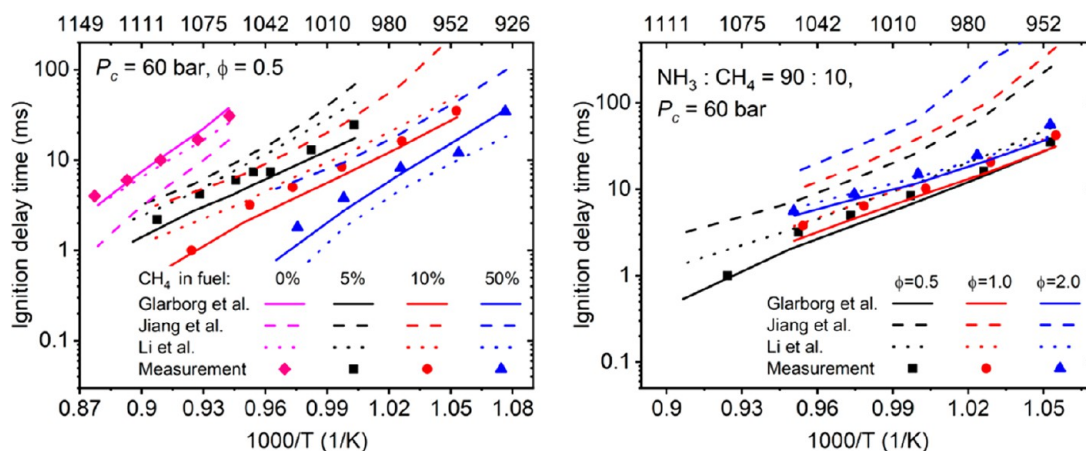 1149 1111 1075 1042 1010 980 952 926
P_c = 60 bar, ϕ = 0.5
100
10
1
0.1
Ignition delay time (ms)
CH₄ in fuel: 0% 5% 10% 50%
Glarborg et al.
Jiang et al.
Li et al.
Measurement
0.87 0.9 0.93 0.96 0.99 1.02 1.05 1.08
1000/T (1/K)
1111 1075 1042 1010 980 952
NH₃ : CH₄ = 90 : 10,
P_c = 60 bar
100
10
1
0.1
Ignition delay time (ms)
ϕ=0.5 ϕ=1.0 ϕ=2.0
Glarborg et al.
Jiang et al.
Li et al.
Measurement
0.9 0.93 0.96 0.99 1.02 1.05
1000/T (1/K)